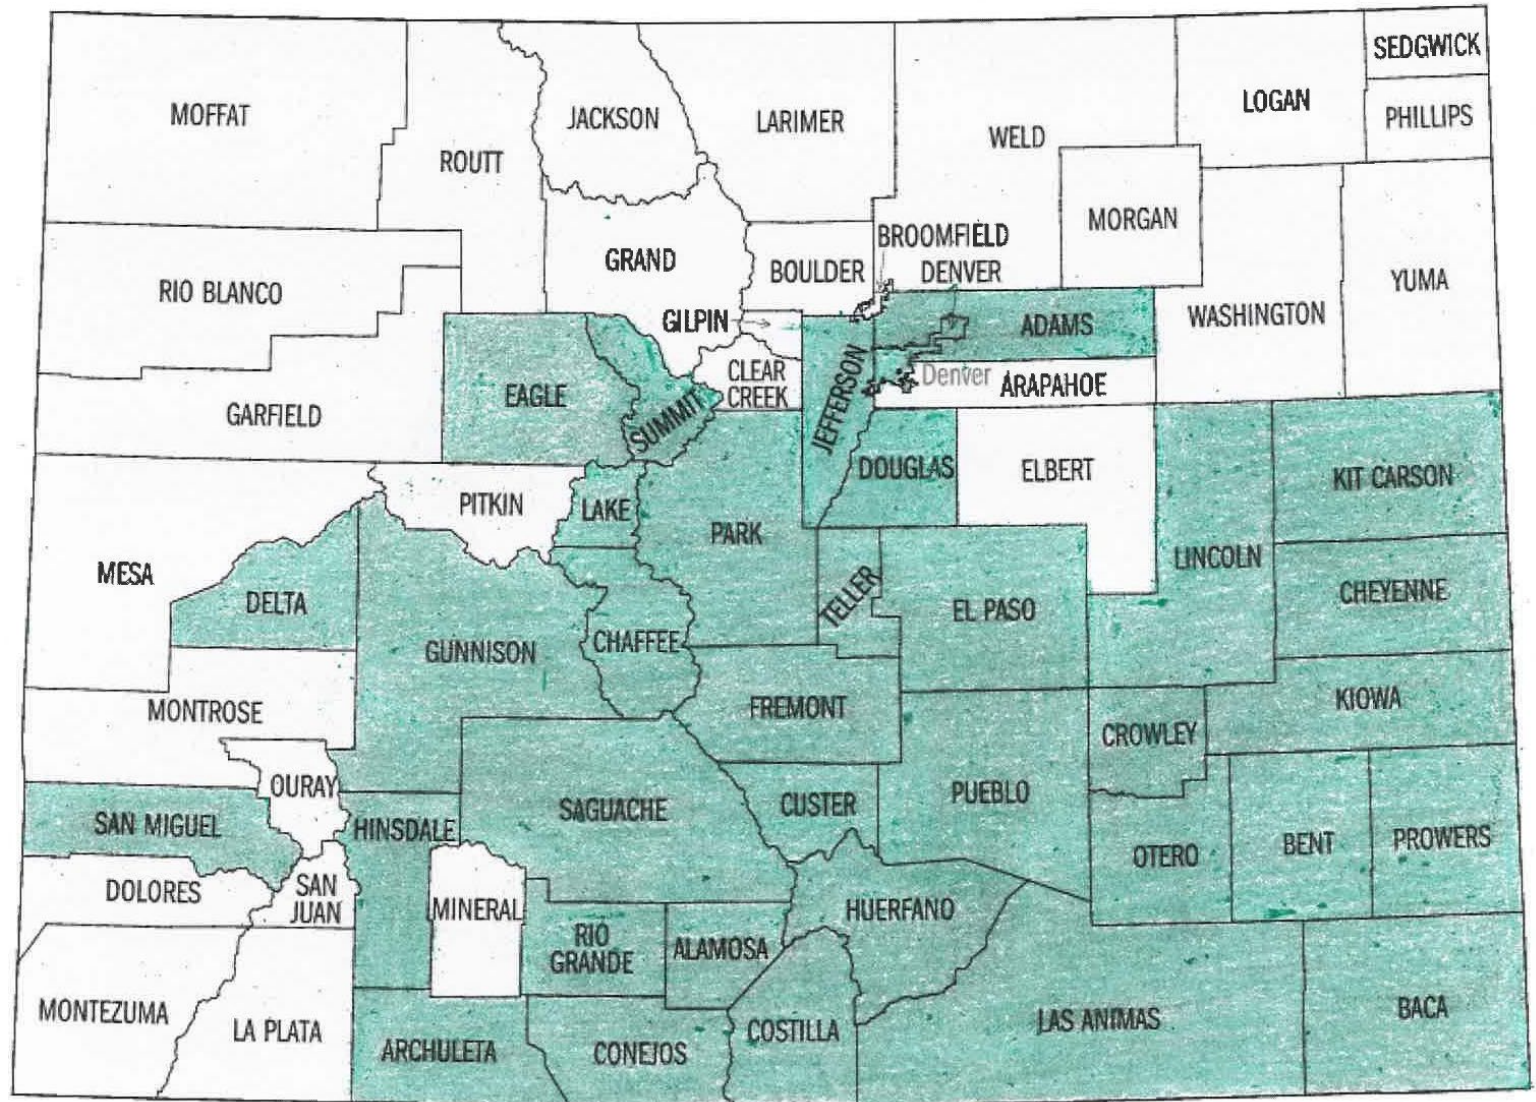 SEDGWICK
MOFFAT
JACKSON
LARIMER
LOGAN
PHILLIPS
WELD
ROUTT
MORGAN
BROOMFIELD
GRAND
BOULDER
DENVER
YUMA
RIO BLANCO
GILPIN
ADAMS
WASHINGTON
CLEAR
CREEK
Denver
ARAPAHOE
EAGLE
JEFFERSON
GARFIELD
SUMMIT
DOUGLAS
ELBERT
KIT CARSON
PITKIN
LAKE
PARK
LINCOLN
MESA
DELTA
TELLER
EL PASO
CHEYENNE
GUNNISON
CHAFFEE
MONTROSE
FREMONT
KIOWA
CROWLEY
OURAY
PUEBLO
SAN MIGUEL
HINSDALE
SAGUACHE
CUSTER
OTERO
BENT
PROWERS
DOLORES
SAN
JUAN
MINERAL
HUERFANO
RIO
GRANDE
ALAMOSA
MONTEZUMA
LA PLATA
ARCHULETA
CONEJOS
COSTILLA
LAS ANIMAS
BACA